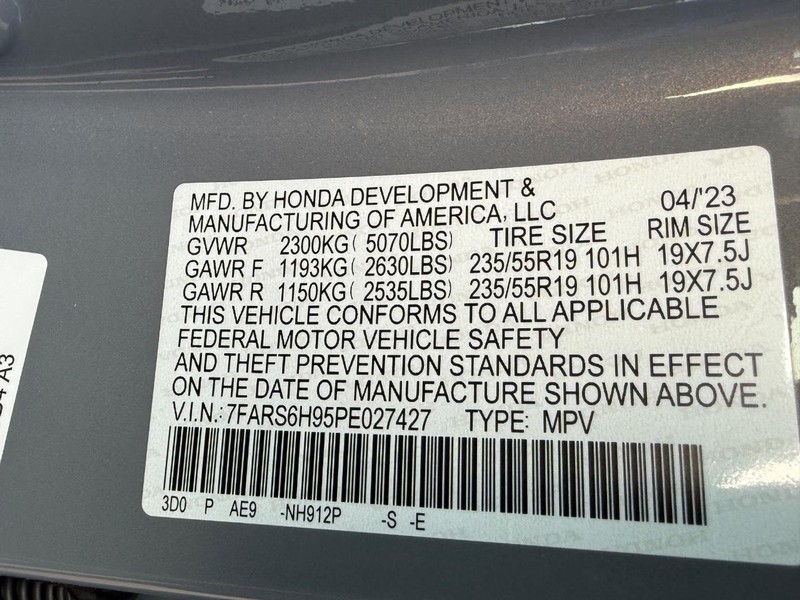 MFD. BY HONDA DEVELOPMENT &
MANUFACTURING OF AMERICA, LLC 04/'23
GVWR 2300KG( 5070LBS) TIRE SIZE RIM SIZE
GAWR F 1193KG( 2630LBS) 235/55R19 101H 19X7.5J
GAWR R 1150KG( 2535LBS) 235/55R19 101H 19X7.5J
THIS VEHICLE CONFORMS TO ALL APPLICABLE
FEDERAL MOTOR VEHICLE SAFETY
AND THEFT PREVENTION STANDARDS IN EFFECT
ON THE DATE OF MANUFACTURE SHOWN ABOVE.
V.I.N.: 7FARS6H95PE027427 TYPE: MPV
3D0 P AE9 -NH912P -S -E
A3